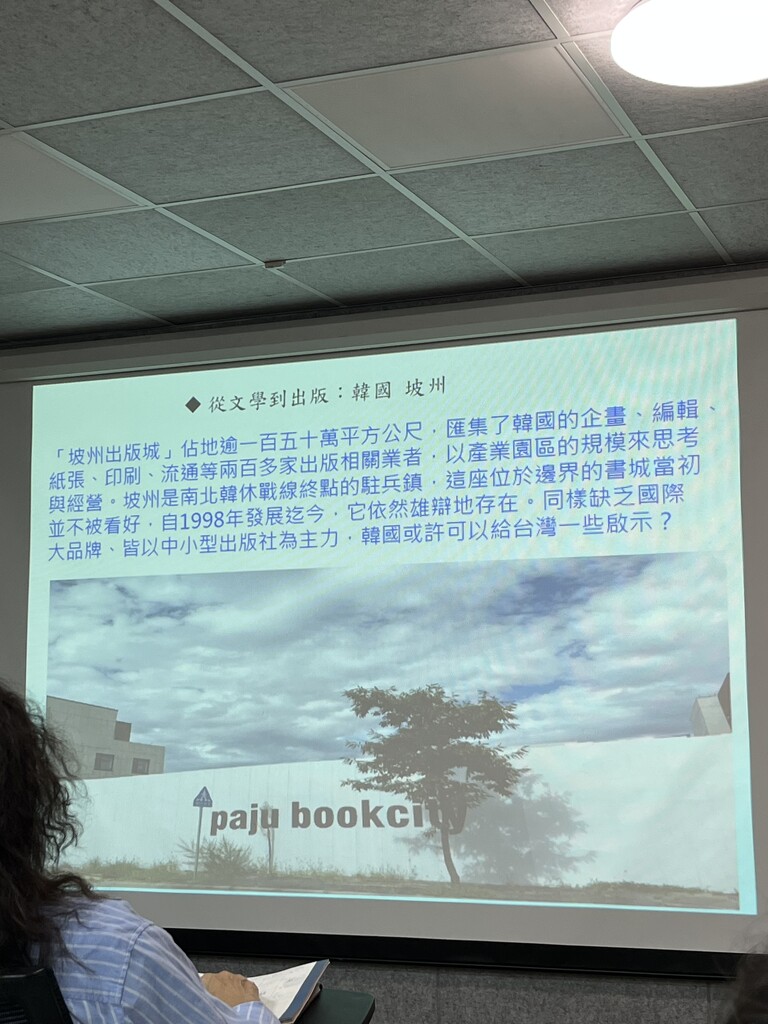 ◆從文學到出版：韓國 坡州
「坡州出版城」佔地逾一百五十萬平方公尺，匯集了韓國的企畫、編輯、
紙張、印刷、流通等兩百多家出版相關業者，以產業園區的規模來思考
與經營。坡州是南北韓休戰線終點的駐兵鎮，這座位於邊界的書城當初
並不被看好，自1998年發展迄今，它依然雄辯地存在。同樣缺乏國際
大品牌、皆以中小型出版社為主力，韓國或許可以給台灣一些啟示？
paju bookcity